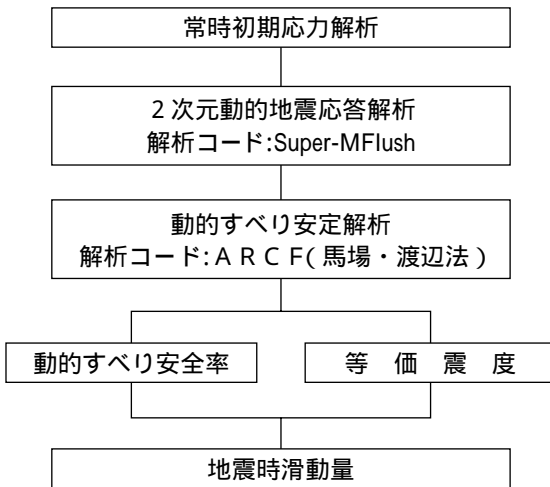 常時初期応力解析
2次元動的地震応答解析
解析コード:Super-MFlush
動的すべり安定解析
解析コード:ARCF(馬場・渡辺法)
動的すべり安全率
等価震度
地震時滑動量